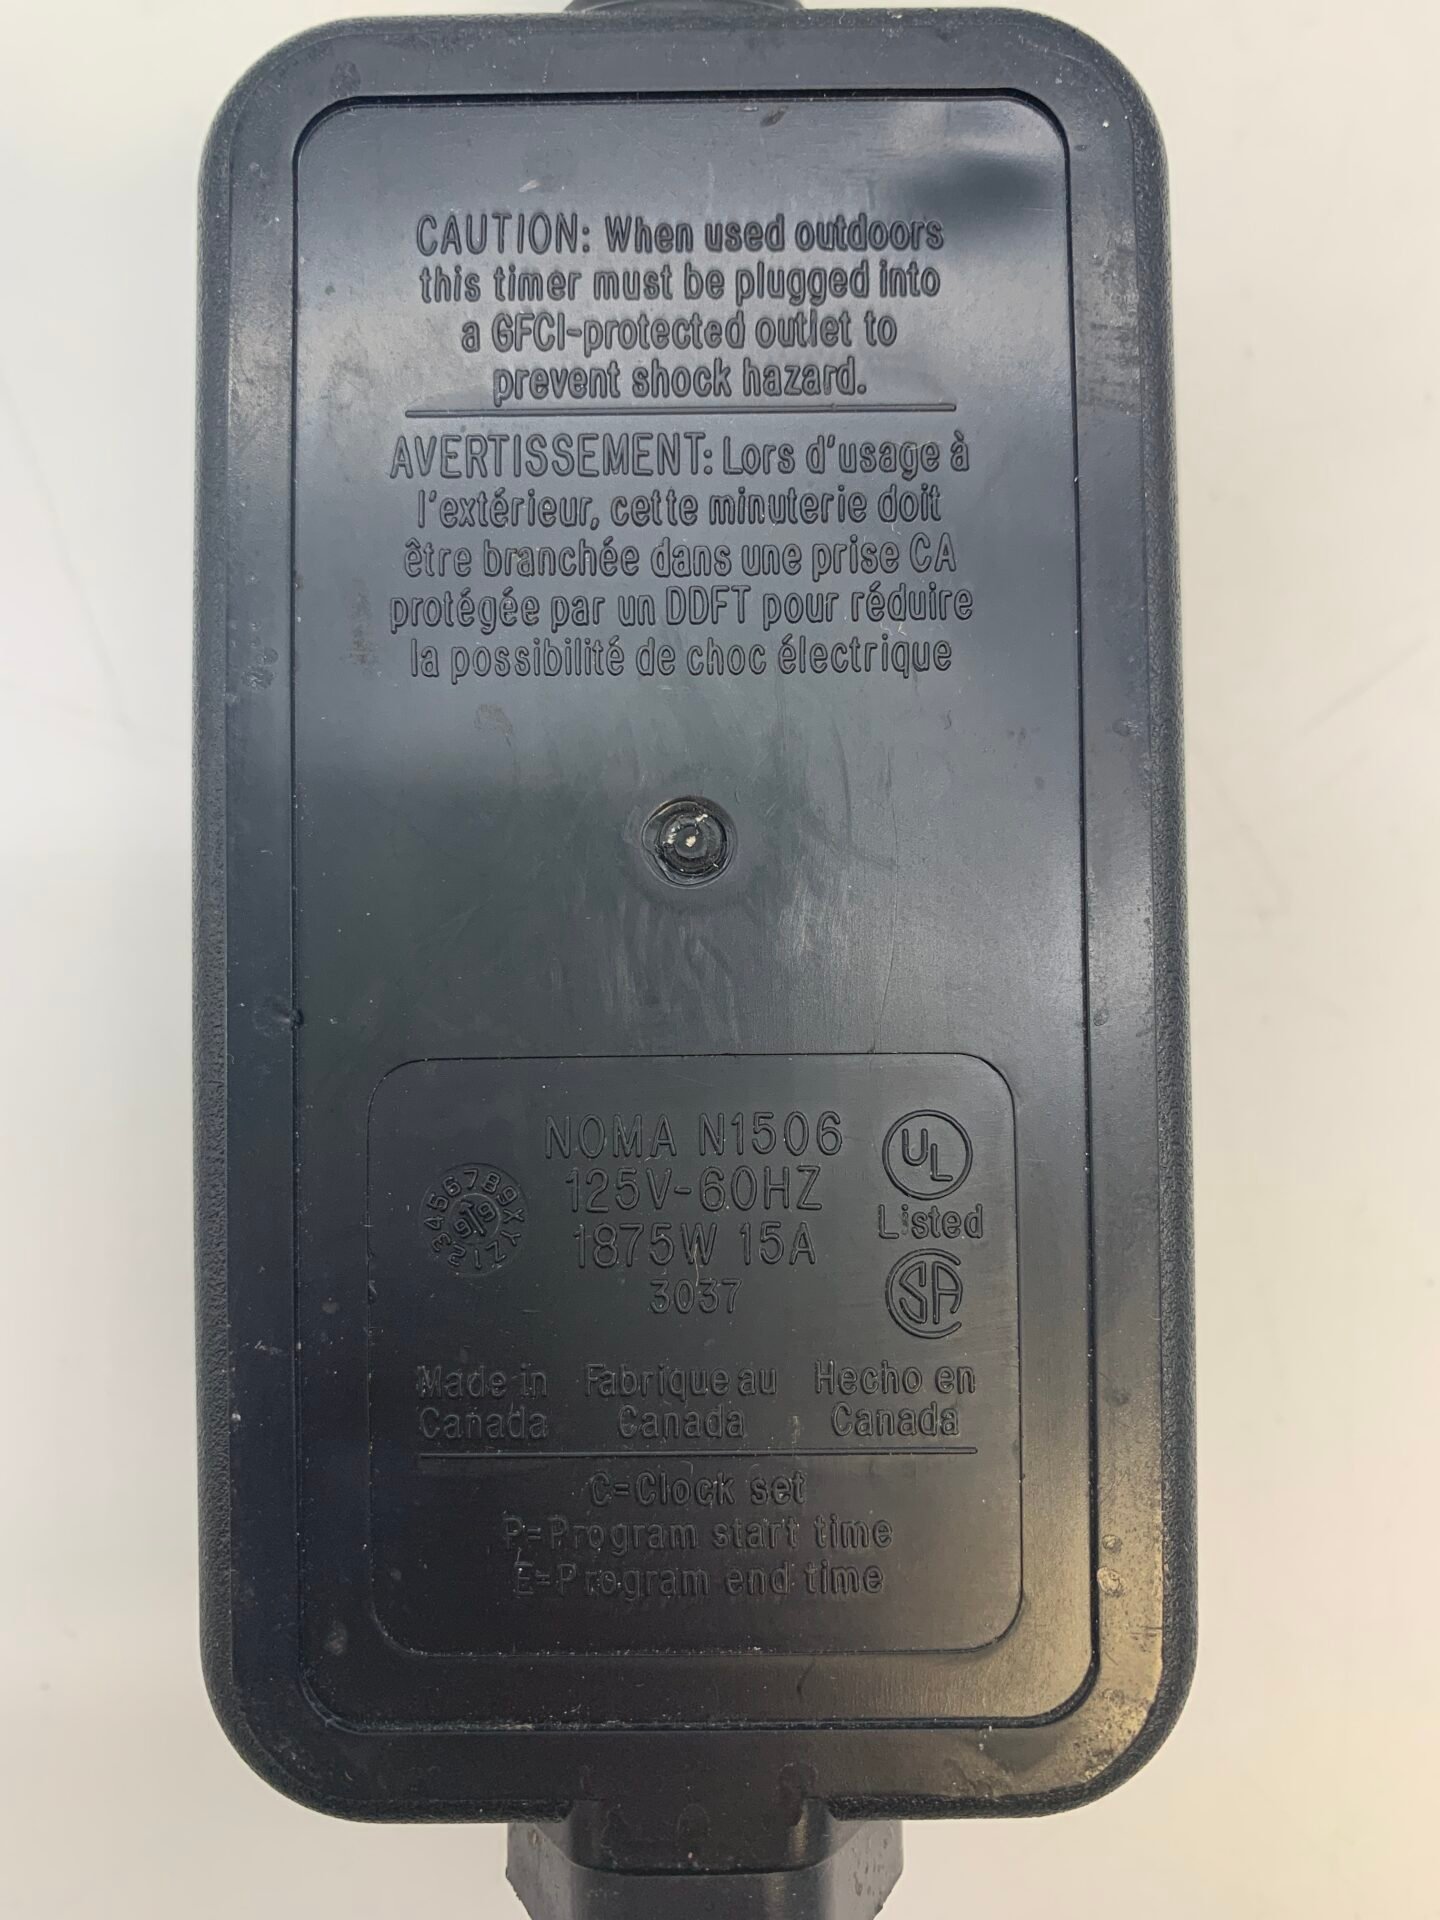 CAUTION: When used outdoors
this timer must be plugged into
a GFCI-protected outlet to
prevent shock hazard.
AVERTISSEMENT: Lors d'usage à
l'extérieur, cette minuterie doit
être branchée dans une prise CA
protégée par un DDFT pour réduire
la possibilité de choc électrique
NOMA N1506
125V-60HZ
1875W 15A
3037
UL
Listed
SA
Made in Fabrique au Hecho en
Canada Canada Canada
C=Clock set
P=Program start time
E=Program end time